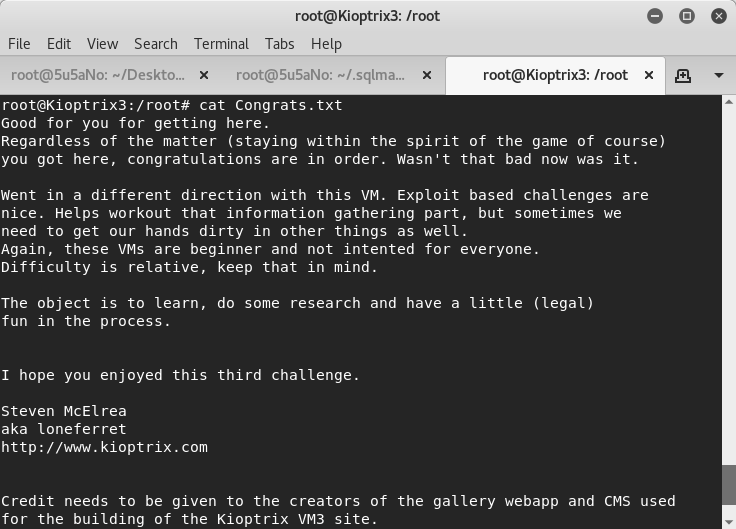 root@Kioptrix3: /root
File Edit View Search Terminal Tabs Help
root@5u5aNo: ~/Deskto... root@5u5aNo: ~/.sqlma... root@Kioptrix3: /root
root@Kioptrix3:/root# cat Congrats.txt
Good for you for getting here.
Regardless of the matter (staying within the spirit of the game of course)
you got here, congratulations are in order. Wasn't that bad now was it.
Went in a different direction with this VM. Exploit based challenges are
nice. Helps workout that information gathering part, but sometimes we
need to get our hands dirty in other things as well.
Again, these VMs are beginner and not intented for everyone.
Difficulty is relative, keep that in mind.
The object is to learn, do some research and have a little (legal)
fun in the process.
I hope you enjoyed this third challenge.
Steven McElrea
aka loneferret
http://www.kioptrix.com
Credit needs to be given to the creators of the gallery webapp and CMS used
for the building of the Kioptrix VM3 site.